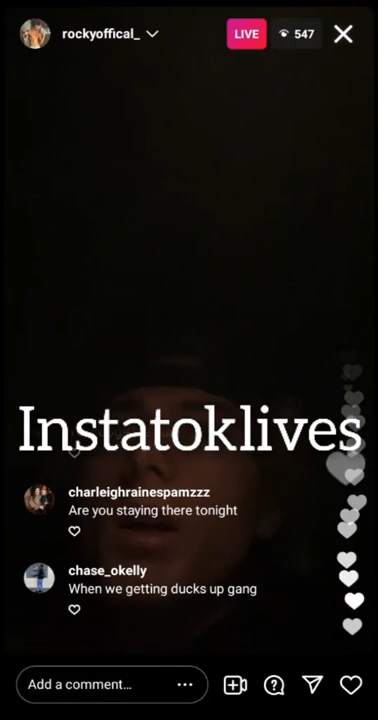 rockyoffical_
LIVE
547
Instatoklives
charleighrainespamzzz
Are you staying there tonight
chase_okelly
When we getting ducks up gang
Add a comment...